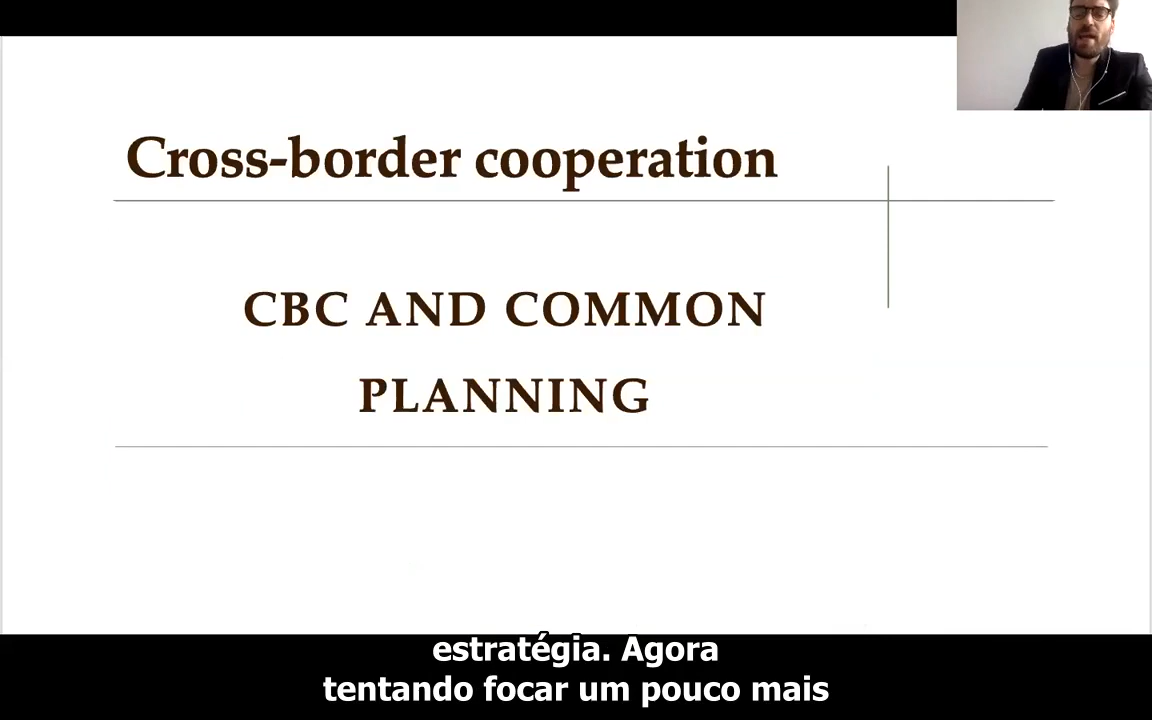 Cross-border cooperation
CBC AND COMMON
PLANNING
estratégia. Agora
tentando focar um pouco mais